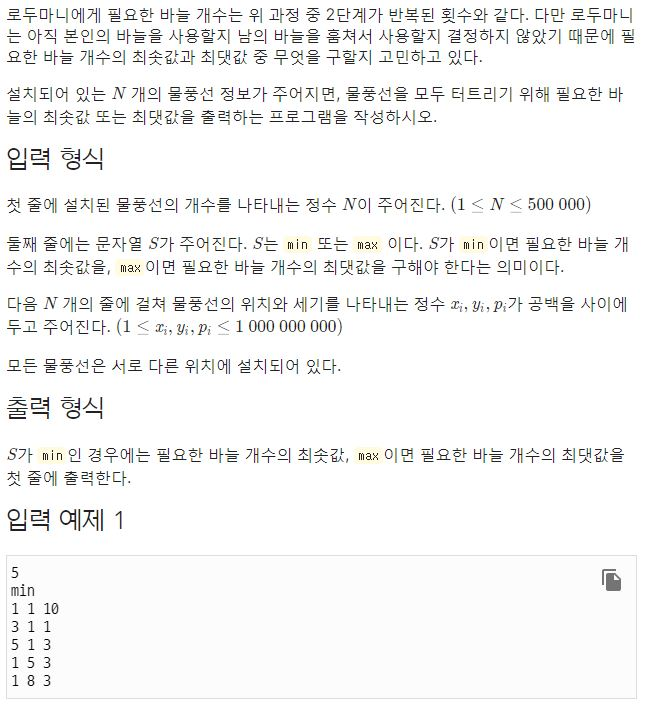 로두마니에게 필요한 바늘 개수는 위 과정 중 2단계가 반복된 횟수와 같다. 다만 로두마니
는 아직 본인의 바늘을 사용할지 남의 바늘을 훔쳐서 사용할지 결정하지 않았기 때문에 필
요한 바늘 개수의 최솟값과 최댓값 중 무엇을 구할지 고민하고 있다.
설치되어 있는 N 개의 물풍선 정보가 주어지면, 물풍선을 모두 터트리기 위해 필요한 바
늘의 최솟값 또는 최댓값을 출력하는 프로그램을 작성하시오.
입력 형식
첫 줄에 설치된 물풍선의 개수를 나타내는 정수 N이 주어진다. (1 ≤ N ≤ 500 000)
둘째 줄에는 문자열 S가 주어진다. S는 min 또는 max 이다. S가 min 이면 필요한 바늘 개
수의 최솟값을, max 이면 필요한 바늘 개수의 최댓값을 구해야 한다는 의미이다.
다음 N 개의 줄에 걸쳐 물풍선의 위치와 세기를 나타내는 정수 xᵢ, yᵢ, pᵢ가 공백을 사이에
두고 주어진다. (1 ≤ xᵢ, yᵢ, pᵢ ≤ 1 000 000 000)
모든 물풍선은 서로 다른 위치에 설치되어 있다.
출력 형식
S가 min 인 경우에는 필요한 바늘 개수의 최솟값, max 이면 필요한 바늘 개수의 최댓값을
첫 줄에 출력한다.
입력 예제 1
5
min
1 1 10
3 1 1
5 1 3
1 5 3
1 8 3